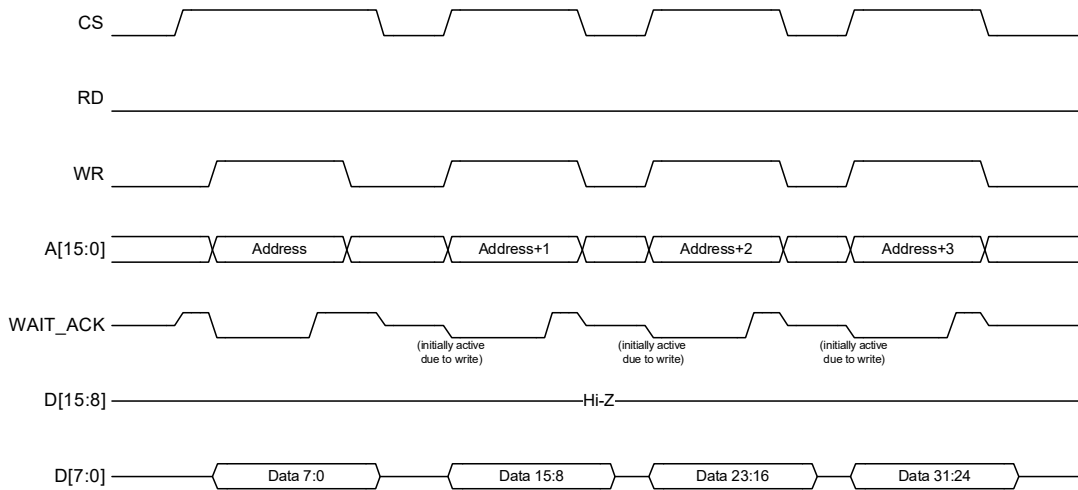 CS
RD
WR
A[15:0] Address Address+1 Address+2 Address+3
WAIT_ACK
(initially active (initially active (initially active
due to write) due to write) due to write)
D[15:8] Hi-Z
D[7:0] Data 7:0 Data 15:8 Data 23:16 Data 31:24